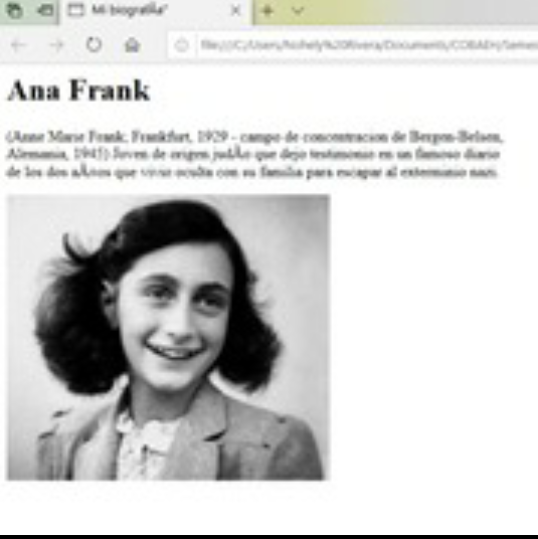 Mi biografÃ­a"
file:///C:/Users/Nohely%20Rivera/Documents/COBAEH/Semes
Ana Frank
(Anne Marie Frank; Frankfurt, 1929 - campo de concentracion de Bergen-Belsen,
Alemania, 1945) Joven de origen judÃ­o que dejo testimonio en un famoso diario
de los dos aÃ±os que vivio oculta con su familia para escapar al exterminio nazi.